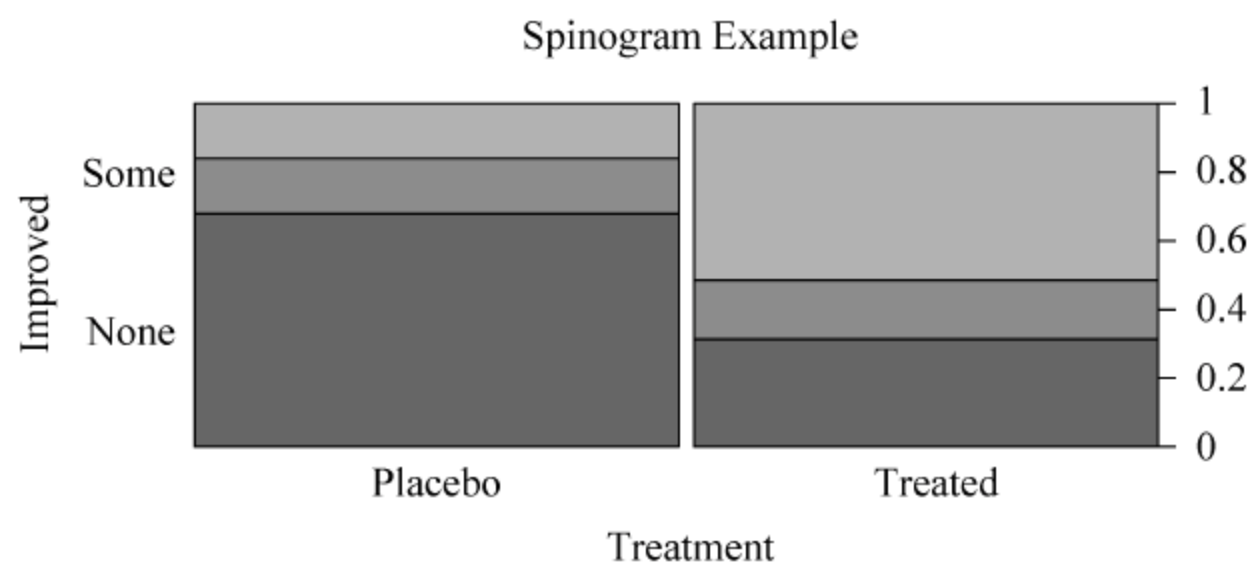 Spinogram Example
Improved
Some
None
1
0.8
0.6
0.4
0.2
0
Placebo
Treated
Treatment